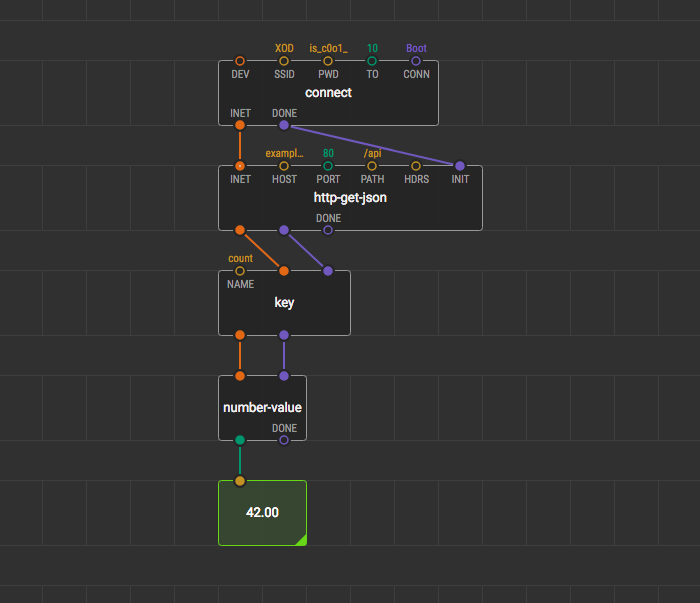 XOD is_c0o1_ 10 Boot
DEV SSID PWD TO CONN
connect
INET DONE
exampl... 80 /api
INET HOST PORT PATH HDRS INIT
http-get-json
DONE
count
NAME
key
number-value
DONE
42.00